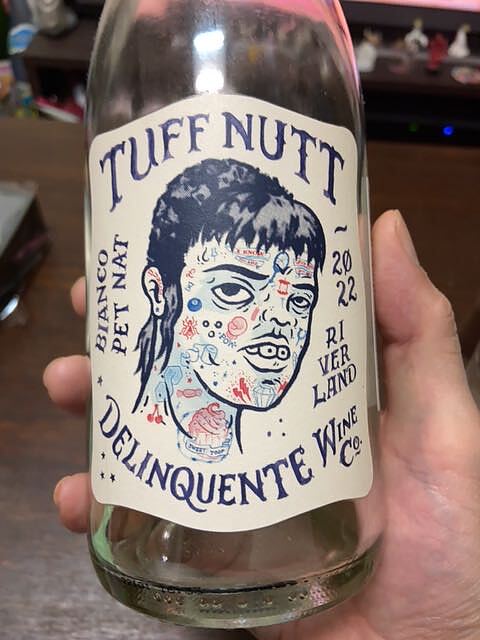 TUFF NUTT
BIANCO
PET NAT
~
20
22
RI
VER
LAND
DELINQUENTE WINE
Co.